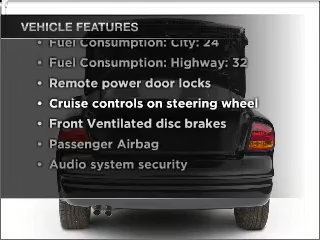 VEHICLE FEATURES
• Fuel Consumption: City: 24
• Fuel Consumption: Highway: 32
• Remote power door locks
• Cruise controls on steering wheel
• Front Ventilated disc brakes
• Passenger Airbag
• Audio system security